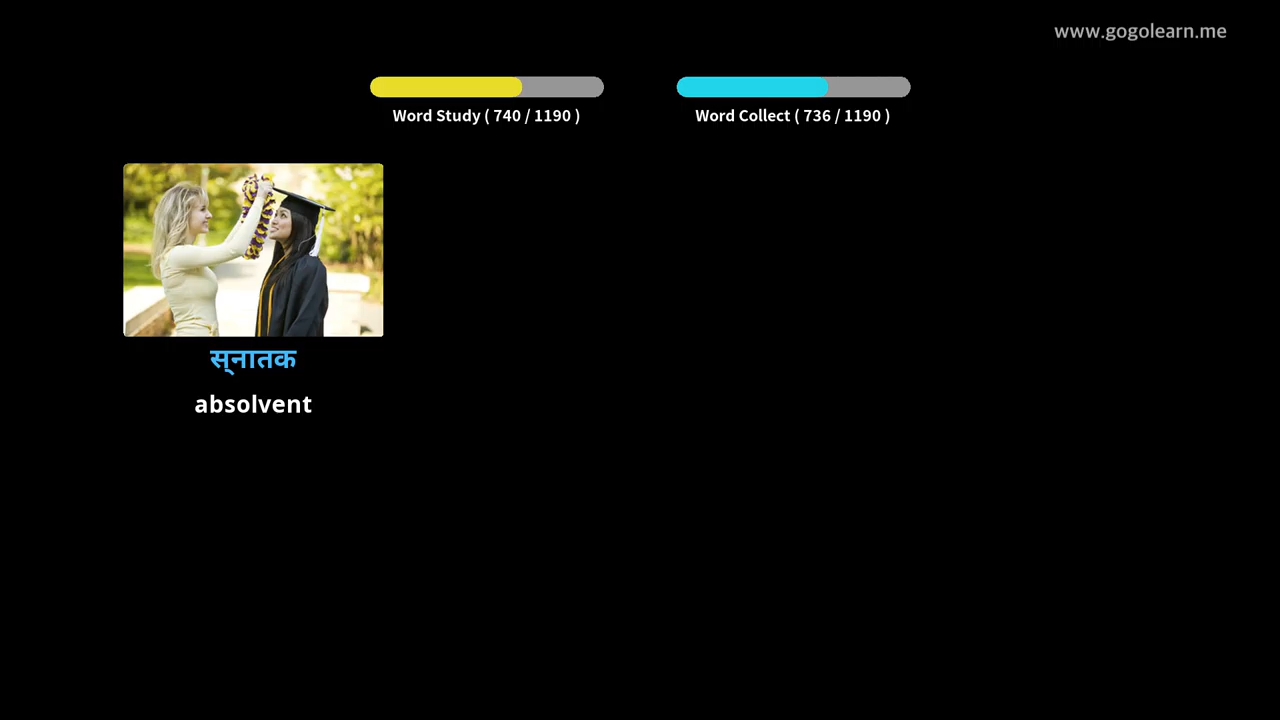 www.gogolearn.me
Word Study ( 740 / 1190 )
Word Collect ( 736 / 1190 )
स्नातक
absolvent